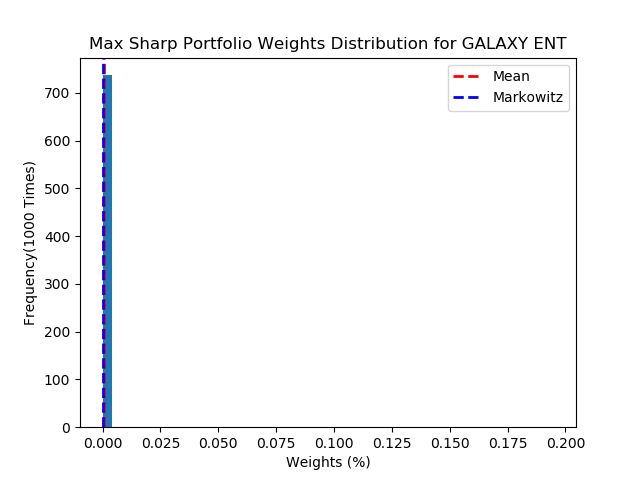 Max Sharp Portfolio Weights Distribution for GALAXY ENT
Mean
Markowitz
Frequency(1000 Times)
700
600
500
400
300
200
100
0
0.000 0.025 0.050 0.075 0.100 0.125 0.150 0.175 0.200
Weights (%)